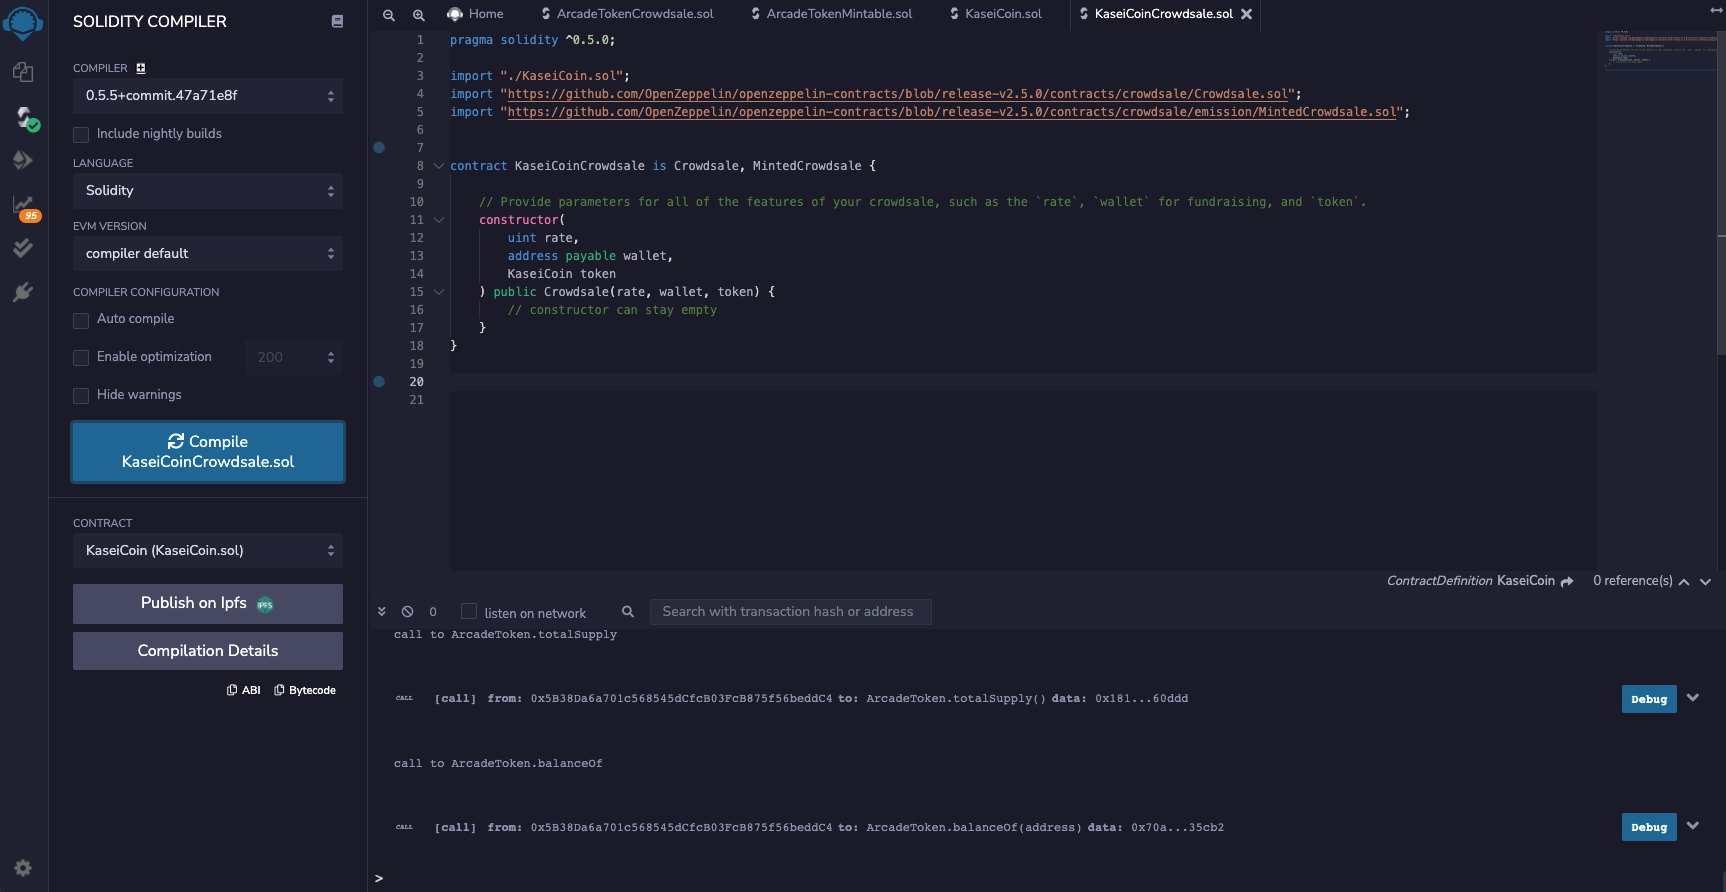 SOLIDITY COMPILER
COMPILER
0.5.5+commit.47a71e8f
Include nightly builds
LANGUAGE
Solidity
EVM VERSION
compiler default
COMPILER CONFIGURATION
Auto compile
Enable optimization
200
Hide warnings
Compile
KaseiCoinCrowdsale.sol
CONTRACT
KaseiCoin (KaseiCoin.sol)
Publish on Ipfs
IPFS
Compilation Details
ABI
Bytecode
95
Home
ArcadeTokenCrowdsale.sol
ArcadeTokenMintable.sol
KaseiCoin.sol
KaseiCoinCrowdsale.sol
1 pragma solidity ^0.5.0;
2
3 import "./KaseiCoin.sol";
4 import "https://github.com/OpenZeppelin/openzeppelin-contracts/blob/release-v2.5.0/contracts/crowdsale/Crowdsale.sol";
5 import "https://github.com/OpenZeppelin/openzeppelin-contracts/blob/release-v2.5.0/contracts/crowdsale/emission/MintedCrowdsale.sol";
6
7
8 contract KaseiCoinCrowdsale is Crowdsale, MintedCrowdsale {
9
10 // Provide parameters for all of the features of your crowdsale, such as the `rate`, `wallet` for fundraising, and `token`.
11 constructor(
12 uint rate,
13 address payable wallet,
14 KaseiCoin token
15 ) public Crowdsale(rate, wallet, token) {
16 // constructor can stay empty
17 }
18 }
19
20
21
ContractDefinition KaseiCoin 0 reference(s)
0 listen on network Search with transaction hash or address
call to ArcadeToken.totalSupply
CALL [call] from: 0x5B38Da6a701c568545dCfcB03FcB875f56beddC4 to: ArcadeToken.totalSupply() data: 0x181...60ddd Debug
call to ArcadeToken.balanceOf
CALL [call] from: 0x5B38Da6a701c568545dCfcB03FcB875f56beddC4 to: ArcadeToken.balanceOf(address) data: 0x70a...35cb2 Debug
>